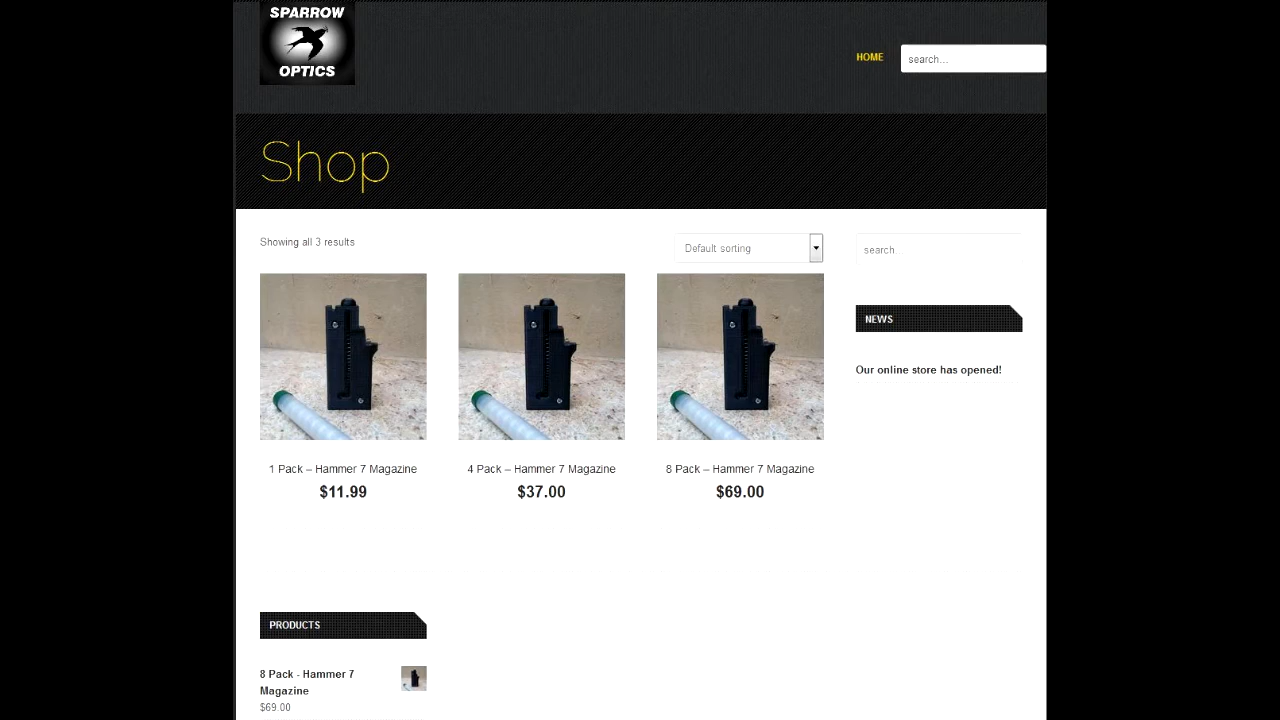 SPARROW
OPTICS
HOME
search...
Shop
Showing all 3 results
Default sorting
search...
1 Pack – Hammer 7 Magazine
$11.99
4 Pack – Hammer 7 Magazine
$37.00
8 Pack – Hammer 7 Magazine
$69.00
NEWS
Our online store has opened!
PRODUCTS
8 Pack - Hammer 7
Magazine
$69.00